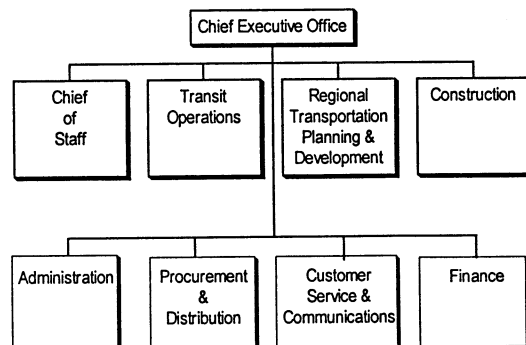 Chief Executive Office
Chief
of
Staff
Transit
Operations
Regional
Transportation
Planning &
Development
Construction
Administration
Procurement
&
Distribution
Customer
Service &
Communications
Finance